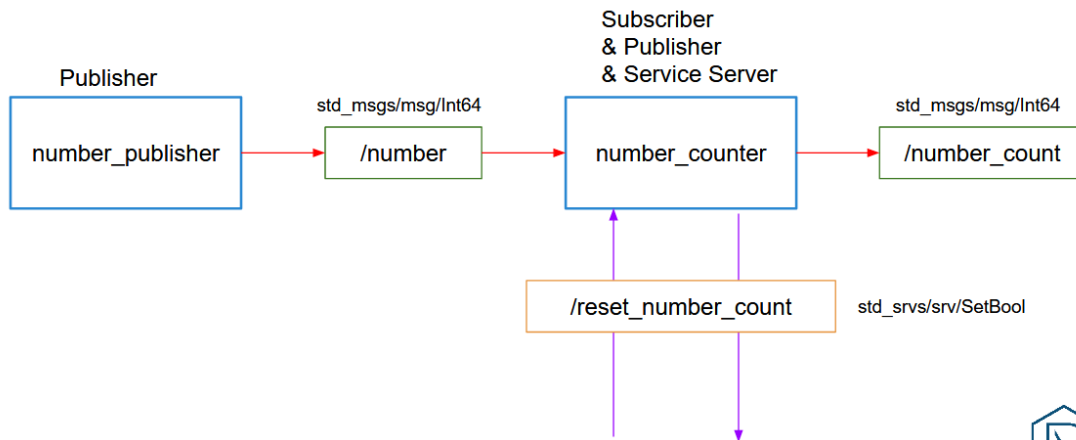 Subscriber
& Publisher
& Service Server
Publisher
std_msgs/msg/Int64
std_msgs/msg/Int64
number_publisher
/number
number_counter
/number_count
/reset_number_count
std_srvs/srv/SetBool